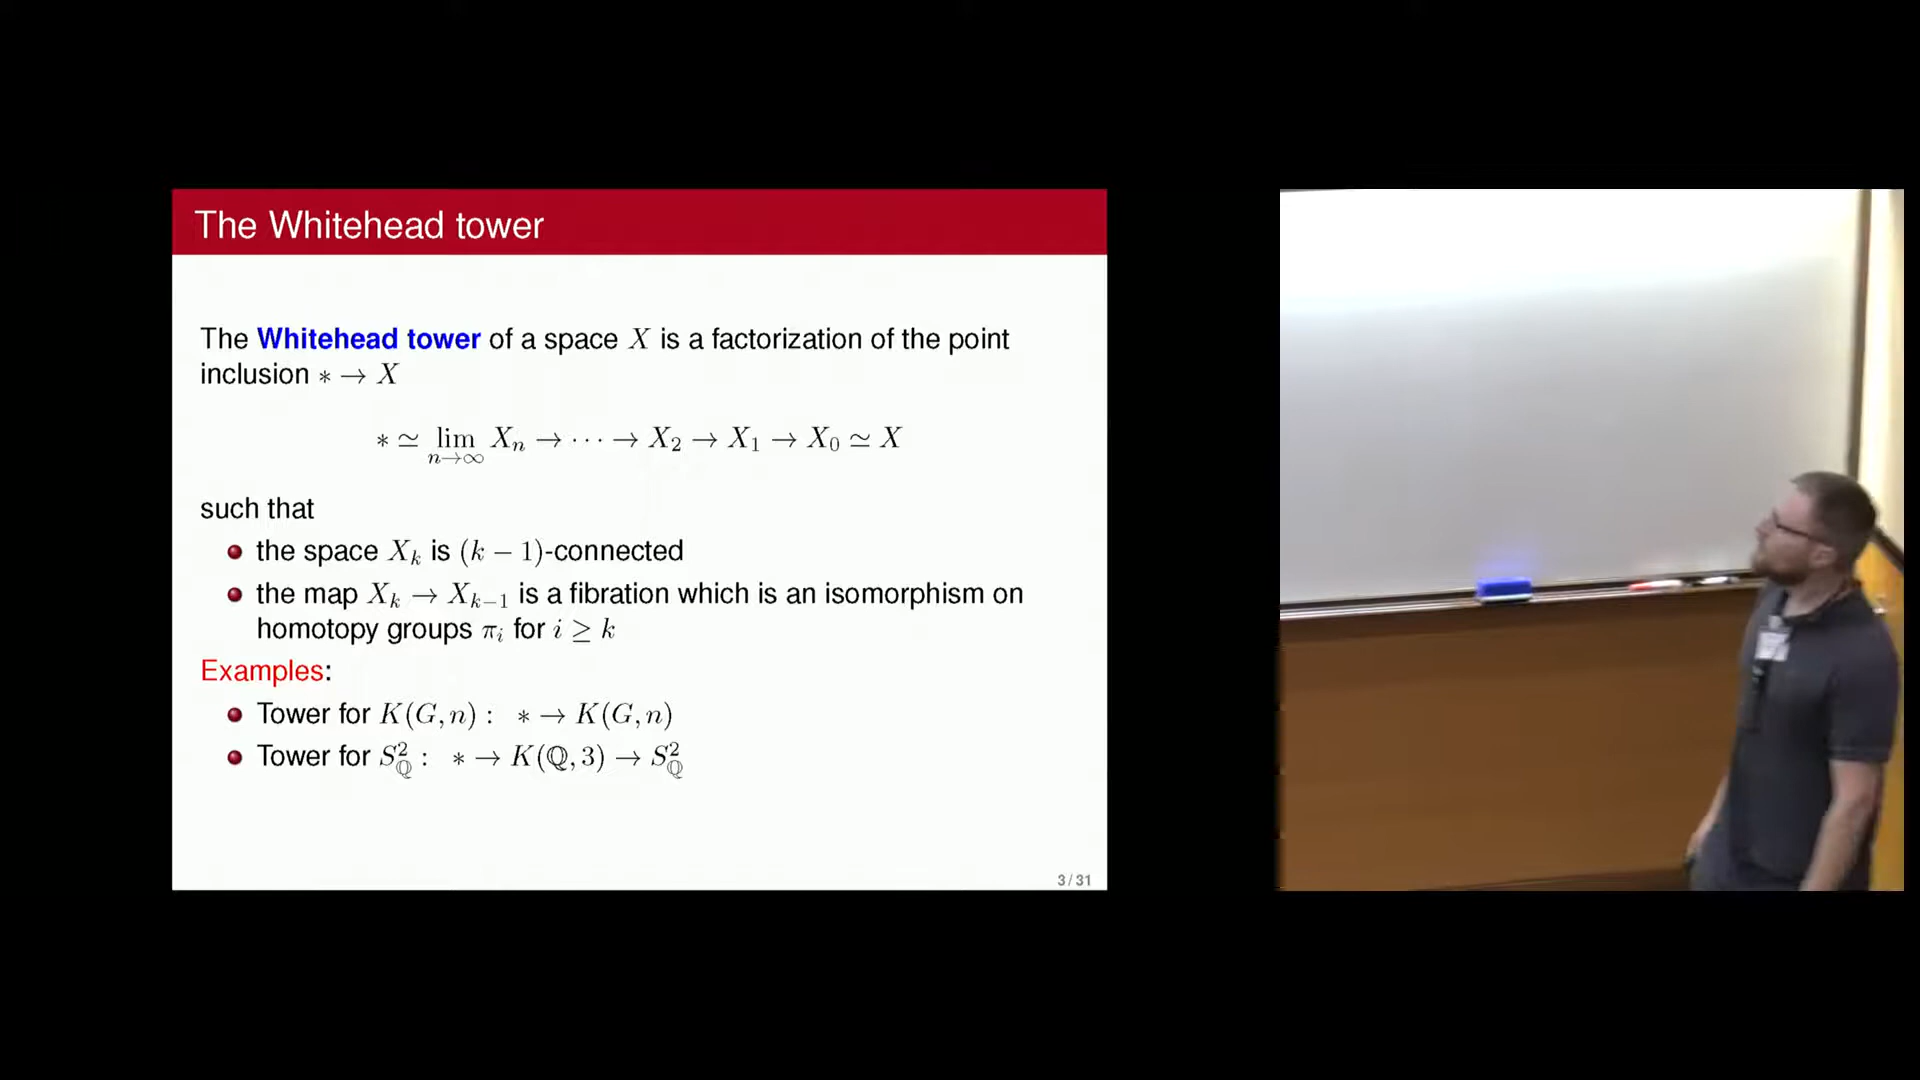 The Whitehead tower
The Whitehead tower of a space X is a factorization of the point
inclusion ∗ → X
∗ ≃ lim_{n→∞} X_n → ··· → X_2 → X_1 → X_0 ≃ X
such that
the space X_k is (k − 1)-connected
the map X_k → X_{k−1} is a fibration which is an isomorphism on
homotopy groups π_i for i ≥ k
Examples:
Tower for K(G, n) : ∗ → K(G, n)
Tower for S^2_ℚ : ∗ → K(ℚ, 3) → S^2_ℚ
3 / 31